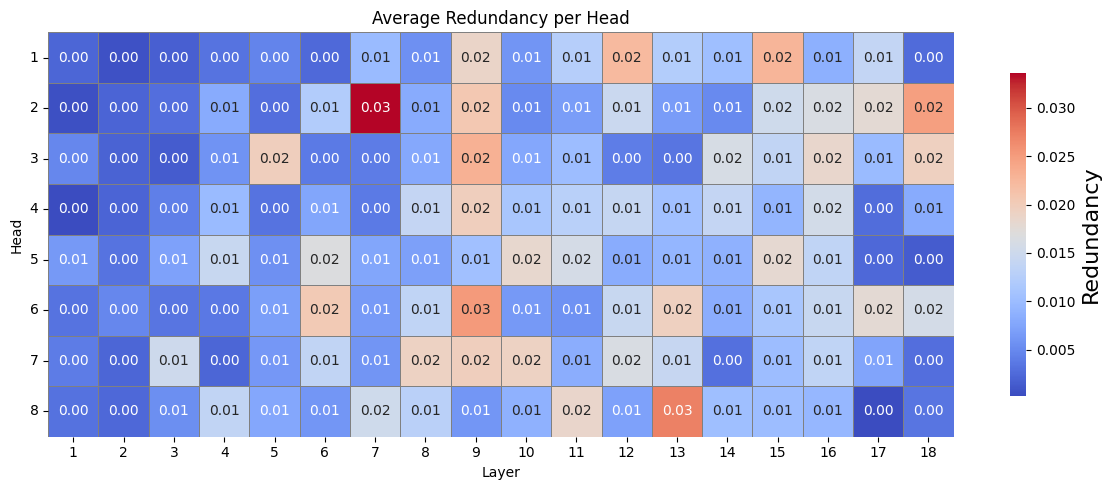 Average Redundancy per Head
1 0.00 0.00 0.00 0.00 0.00 0.00 0.01 0.01 0.02 0.01 0.01 0.02 0.01 0.01 0.02 0.01 0.01 0.00
2 0.00 0.00 0.00 0.01 0.00 0.01 0.03 0.01 0.02 0.01 0.01 0.01 0.01 0.01 0.02 0.02 0.02 0.02
3 0.00 0.00 0.00 0.01 0.02 0.00 0.00 0.01 0.02 0.01 0.01 0.00 0.00 0.02 0.01 0.02 0.01 0.02
4 0.00 0.00 0.00 0.01 0.00 0.01 0.00 0.01 0.02 0.01 0.01 0.01 0.01 0.01 0.01 0.02 0.00 0.01
5 0.01 0.00 0.01 0.01 0.01 0.02 0.01 0.01 0.01 0.02 0.02 0.01 0.01 0.01 0.02 0.01 0.00 0.00
6 0.00 0.00 0.00 0.00 0.01 0.02 0.01 0.01 0.03 0.01 0.01 0.01 0.02 0.01 0.01 0.01 0.02 0.02
7 0.00 0.00 0.01 0.00 0.01 0.01 0.01 0.02 0.02 0.02 0.01 0.02 0.01 0.00 0.01 0.01 0.01 0.00
8 0.00 0.00 0.01 0.01 0.01 0.01 0.02 0.01 0.01 0.01 0.02 0.01 0.03 0.01 0.01 0.01 0.00 0.00
1 2 3 4 5 6 7 8 9 10 11 12 13 14 15 16 17 18
Layer
Head
0.030
0.025
0.020
0.015
0.010
0.005
Redundancy